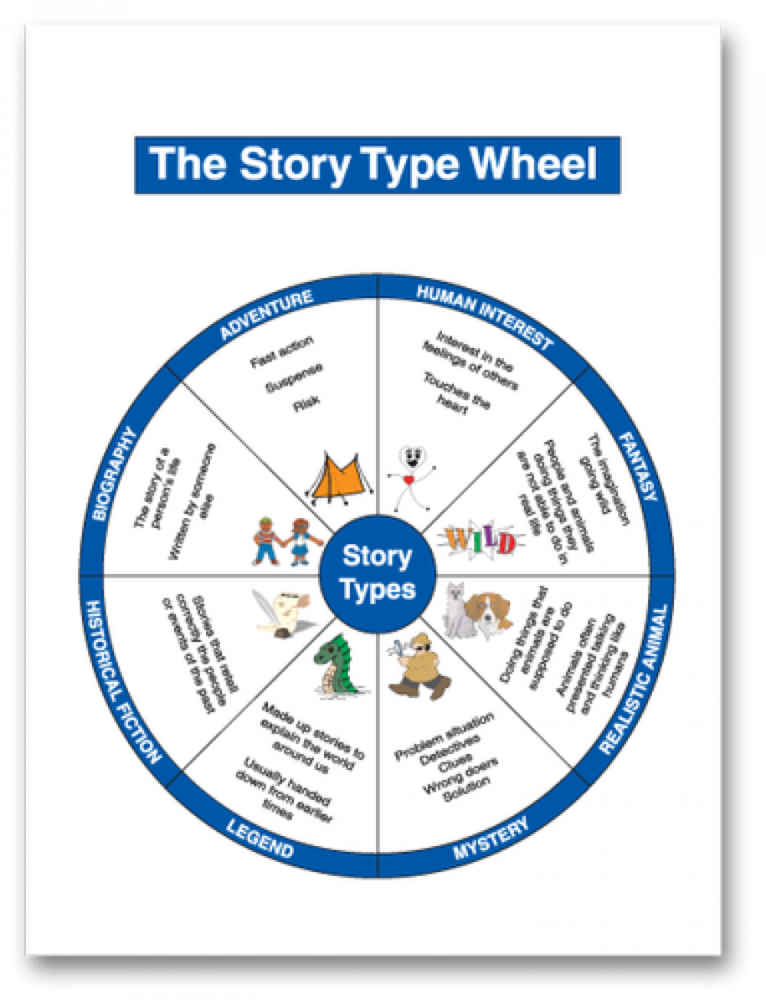 The Story Type Wheel
HUMAN INTEREST
Interest in the
feelings of others
Touches the
heart
FANTASY
The imagination
going wild
People and animals
doing things they
are not able to do in
real life
WILD
REALISTIC ANIMAL
Doing things that
animals are
supposed to do
Animals often
presented talking
and thinking like
humans
MYSTERY
Problem situation
Detectives
Clues
Wrong doers
Solution
LEGEND
Made up stories to
explain the world
around us
Usually handed
down from earlier
times
HISTORICAL FICTION
Stories that retell
correctly the people
or events of the past
BIOGRAPHY
The story of a
person's life
Written by someone
else
ADVENTURE
Fast action
Suspense
Risk
Story
Types